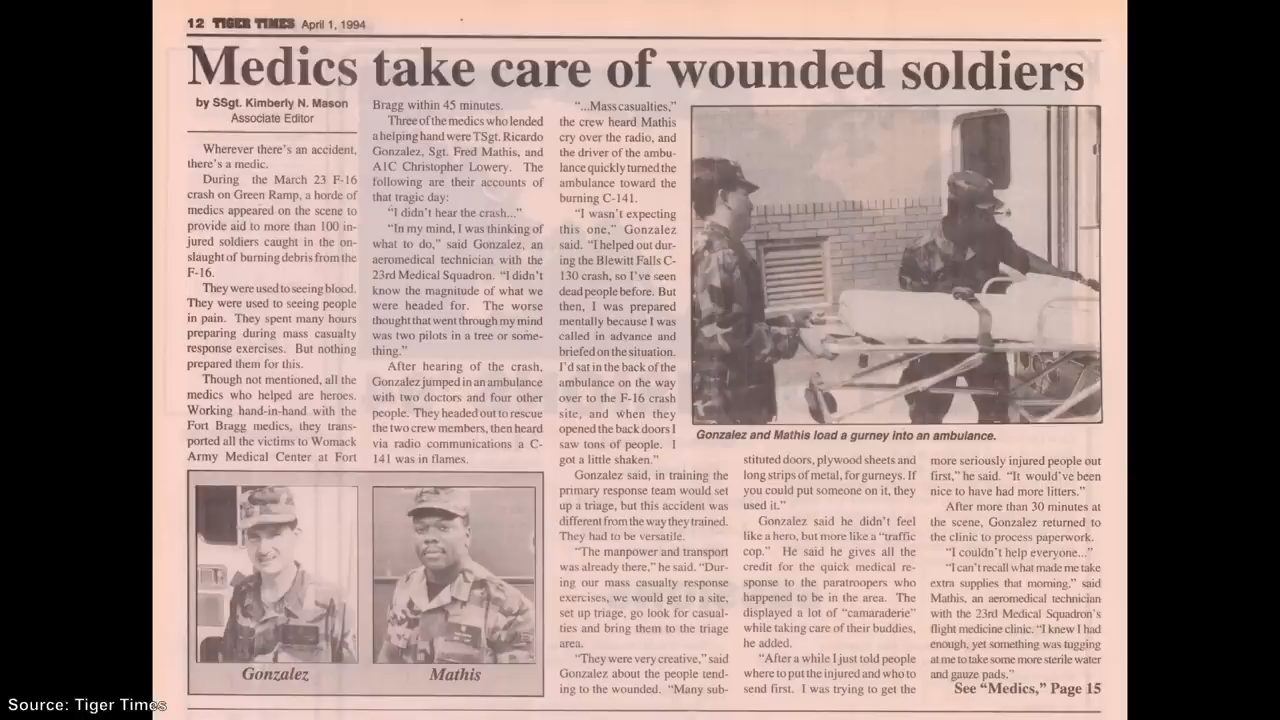 12 TIGER TIMES April 1, 1994
Medics take care of wounded soldiers
by SSgt. Kimberly N. Mason
Associate Editor
Wherever there's an accident,
there's a medic.
During the March 23 F-16
crash on Green Ramp, a horde of
medics appeared on the scene to
provide aid to more than 100 in-
jured soldiers caught in the on-
slaught of burning debris from the
F-16.
They were used to seeing blood.
They were used to seeing people
in pain. They spent many hours
preparing during mass casualty
response exercises. But nothing
prepared them for this.
Though not mentioned, all the
medics who helped are heroes.
Working hand-in-hand with the
Fort Bragg medics, they trans-
ported all the victims to Womack
Army Medical Center at Fort
Bragg within 45 minutes.
Three of the medics who lended
a helping hand were TSgt. Ricardo
Gonzalez, Sgt. Fred Mathis, and
A1C Christopher Lowery. The
following are their accounts of
that tragic day:
"I didn't hear the crash..."
"In my mind, I was thinking of
what to do," said Gonzalez, an
aeromedical technician with the
23rd Medical Squadron. "I didn't
know the magnitude of what we
were headed for. The worse
thought that went through my mind
was two pilots in a tree or some-
thing."
After hearing of the crash,
Gonzalez jumped in an ambulance
with two doctors and four other
people. They headed out to rescue
the two crew members, then heard
via radio communications a C-
141 was in flames.
"...Mass casualties,"
the crew heard Mathis
cry over the radio, and
the driver of the ambu-
lance quickly turned the
ambulance toward the
burning C-141.
"I wasn't expecting
this one," Gonzalez
said. "I helped out dur-
ing the Blewitt Falls C-
130 crash, so I've seen
dead people before. But
then, I was prepared
mentally because I was
called in advance and
briefed on the situation.
I'd sat in the back of the
ambulance on the way
over to the F-16 crash
site, and when they
opened the back doors I
saw tons of people. I
got a little shaken."
Gonzalez said, in training the
primary response team would set
up a triage, but this accident was
different from the way they trained.
They had to be versatile.
"The manpower and transport
was already there," he said. "Dur-
ing our mass casualty response
exercises, we would get to a site,
set up triage, go look for casual-
ties and bring them to the triage
area.
"They were very creative," said
Gonzalez about the people tend-
ing to the wounded. "Many sub-
Gonzalez and Mathis load a gurney into an ambulance.
stituted doors, plywood sheets and
long strips of metal, for gurneys. If
you could put someone on it, they
used it."
Gonzalez said he didn't feel
like a hero, but more like a "traffic
cop." He said he gives all the
credit for the quick medical re-
sponse to the paratroopers who
happened to be in the area. The
displayed a lot of "camaraderie"
while taking care of their buddies,
he added.
"After a while I just told people
where to put the injured and who to
send first. I was trying to get the
more seriously injured people out
first," he said. "It would've been
nice to have had more litters."
After more than 30 minutes at
the scene, Gonzalez returned to
the clinic to process paperwork.
"I couldn't help everyone..."
"I can't recall what made me take
extra supplies that morning," said
Mathis, an aeromedical technician
with the 23rd Medical Squadron's
flight medicine clinic. "I knew I had
enough, yet something was tugging
at me to take some more sterile water
and gauze pads."
See "Medics," Page 15
Gonzalez
Mathis
Source: Tiger Times